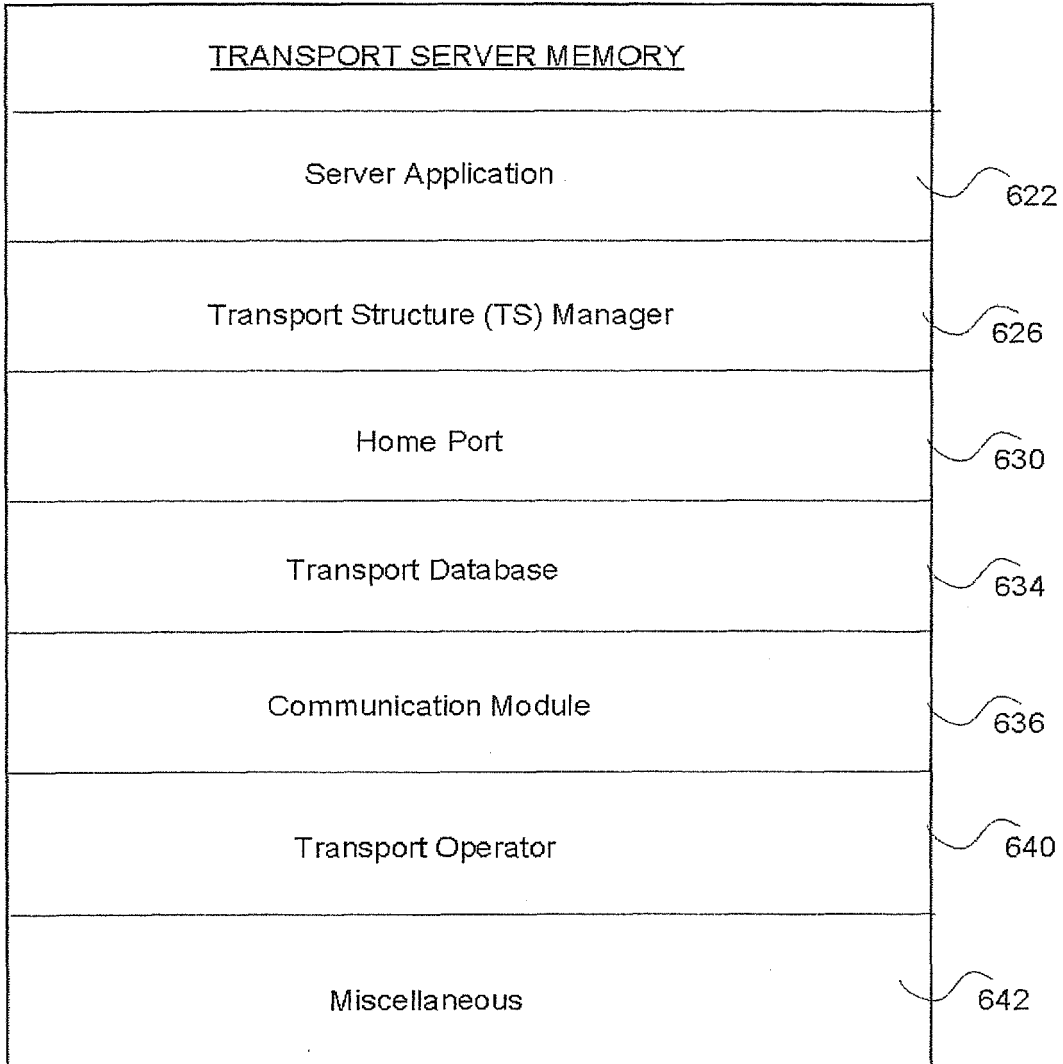 TRANSPORT SERVER MEMORY
Server Application
622
Transport Structure (TS) Manager
626
Home Port
630
Transport Database
634
Communication Module
636
Transport Operator
640
Miscellaneous
642